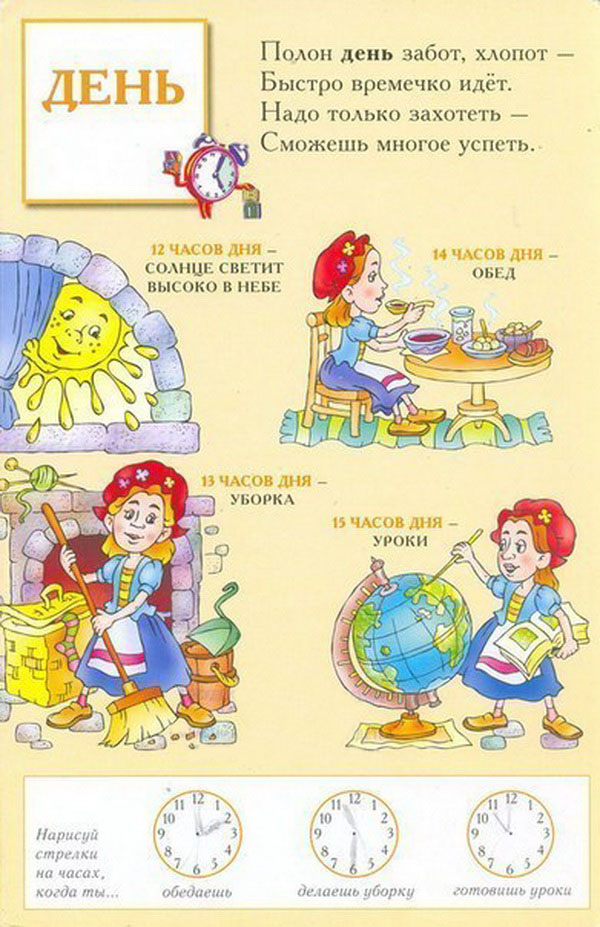 ДЕНЬ
Полон день забот, хлопот —
Быстро времечко идёт.
Надо только захотеть —
Сможешь многое успеть.
12 ЧАСОВ ДНЯ –
СОЛНЦЕ СВЕТИТ
ВЫСОКО В НЕБЕ
14 ЧАСОВ ДНЯ –
ОБЕД
13 ЧАСОВ ДНЯ –
УБОРКА
15 ЧАСОВ ДНЯ –
УРОКИ
Нарисуй
стрелки
на часах,
когда ты...
12 1 2 3 4 5 6 7 8 9 10 11
обедаешь
12 1 2 3 4 5 6 7 8 9 10 11
делаешь уборку
12 1 2 3 4 5 6 7 8 9 10 11
готовишь уроки